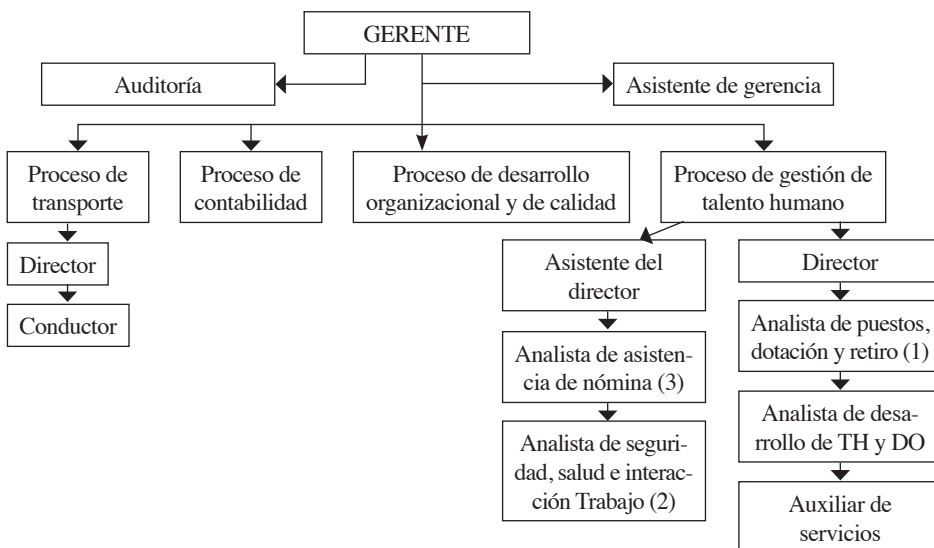 GERENTE
Auditoría
Asistente de gerencia
Proceso de
transporte
Proceso de
contabilidad
Proceso de desarrollo
organizacional y de calidad
Proceso de gestión de
talento humano
Director
Conductor
Asistente del
director
Analista de asisten-
cia de nómina (3)
Analista de seguri-
dad, salud e interac-
ción Trabajo (2)
Director
Analista de puestos,
dotación y retiro (1)
Analista de desa-
rrollo de TH y DO
Auxiliar de
servicios